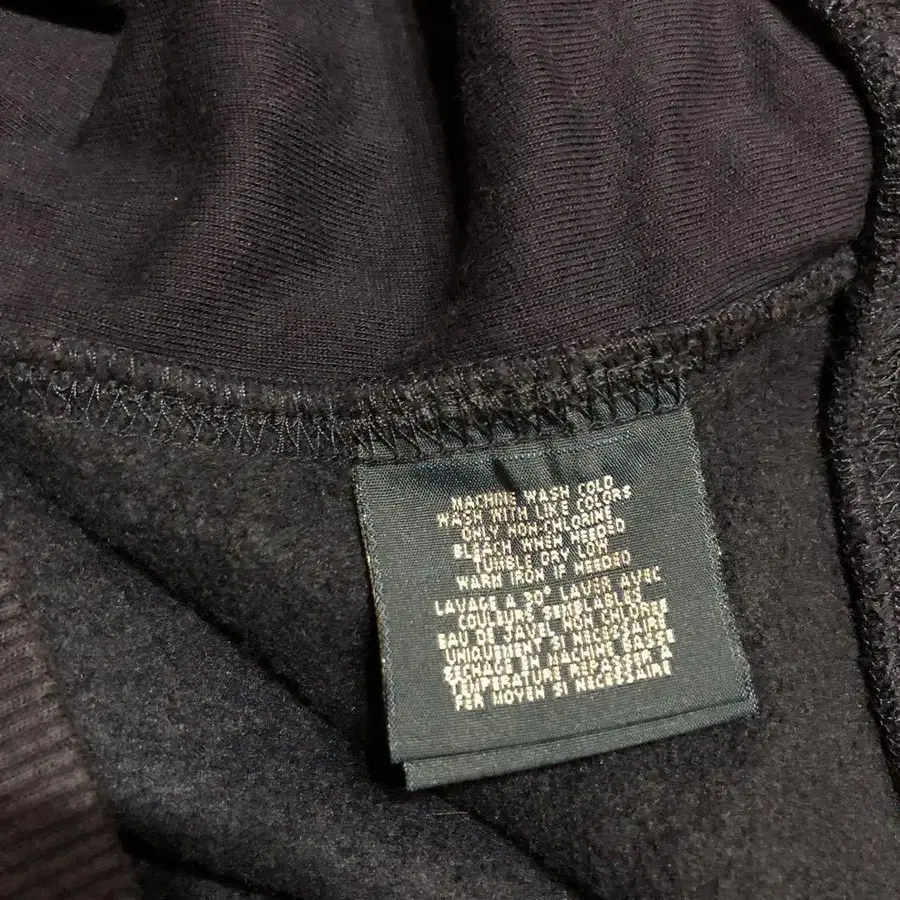 MACHINE WASH COLD
WASH WITH LIKE COLORS
ONLY NON-CHLORINE
BLEACH WHEN NEEDED
TUMBLE DRY LOW
WARM IRON IF NEEDED
LAVAGE A 30° LAVER AVEC
COULEURS SEMBLABLES
EAU DE JAVEL NON COLOREE
UNIQUEMENT SI NECESSAIRE
SECHAGE EN MACHINE BASSE
TEMPERATURE REPASSER A
FER MOYEN SI NECESSAIRE